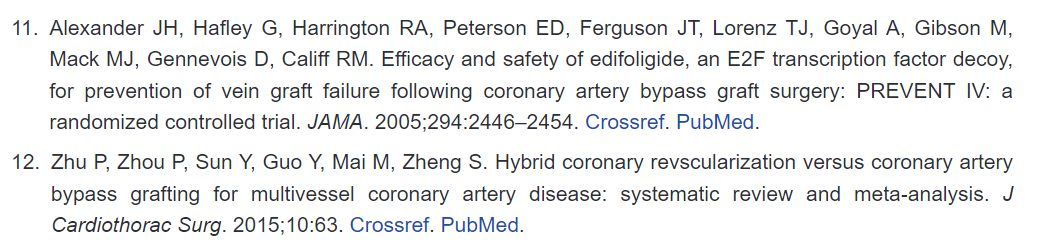 11. Alexander JH, Hafley G, Harrington RA, Peterson ED, Ferguson JT, Lorenz TJ, Goyal A, Gibson M,
Mack MJ, Gennevois D, Califf RM. Efficacy and safety of edifoligide, an E2F transcription factor decoy,
for prevention of vein graft failure following coronary artery bypass graft surgery: PREVENT IV: a
randomized controlled trial. JAMA. 2005;294:2446–2454. Crossref. PubMed.
12. Zhu P, Zhou P, Sun Y, Guo Y, Mai M, Zheng S. Hybrid coronary revscularization versus coronary artery
bypass grafting for multivessel coronary artery disease: systematic review and meta-analysis. J
Cardiothorac Surg. 2015;10:63. Crossref. PubMed.